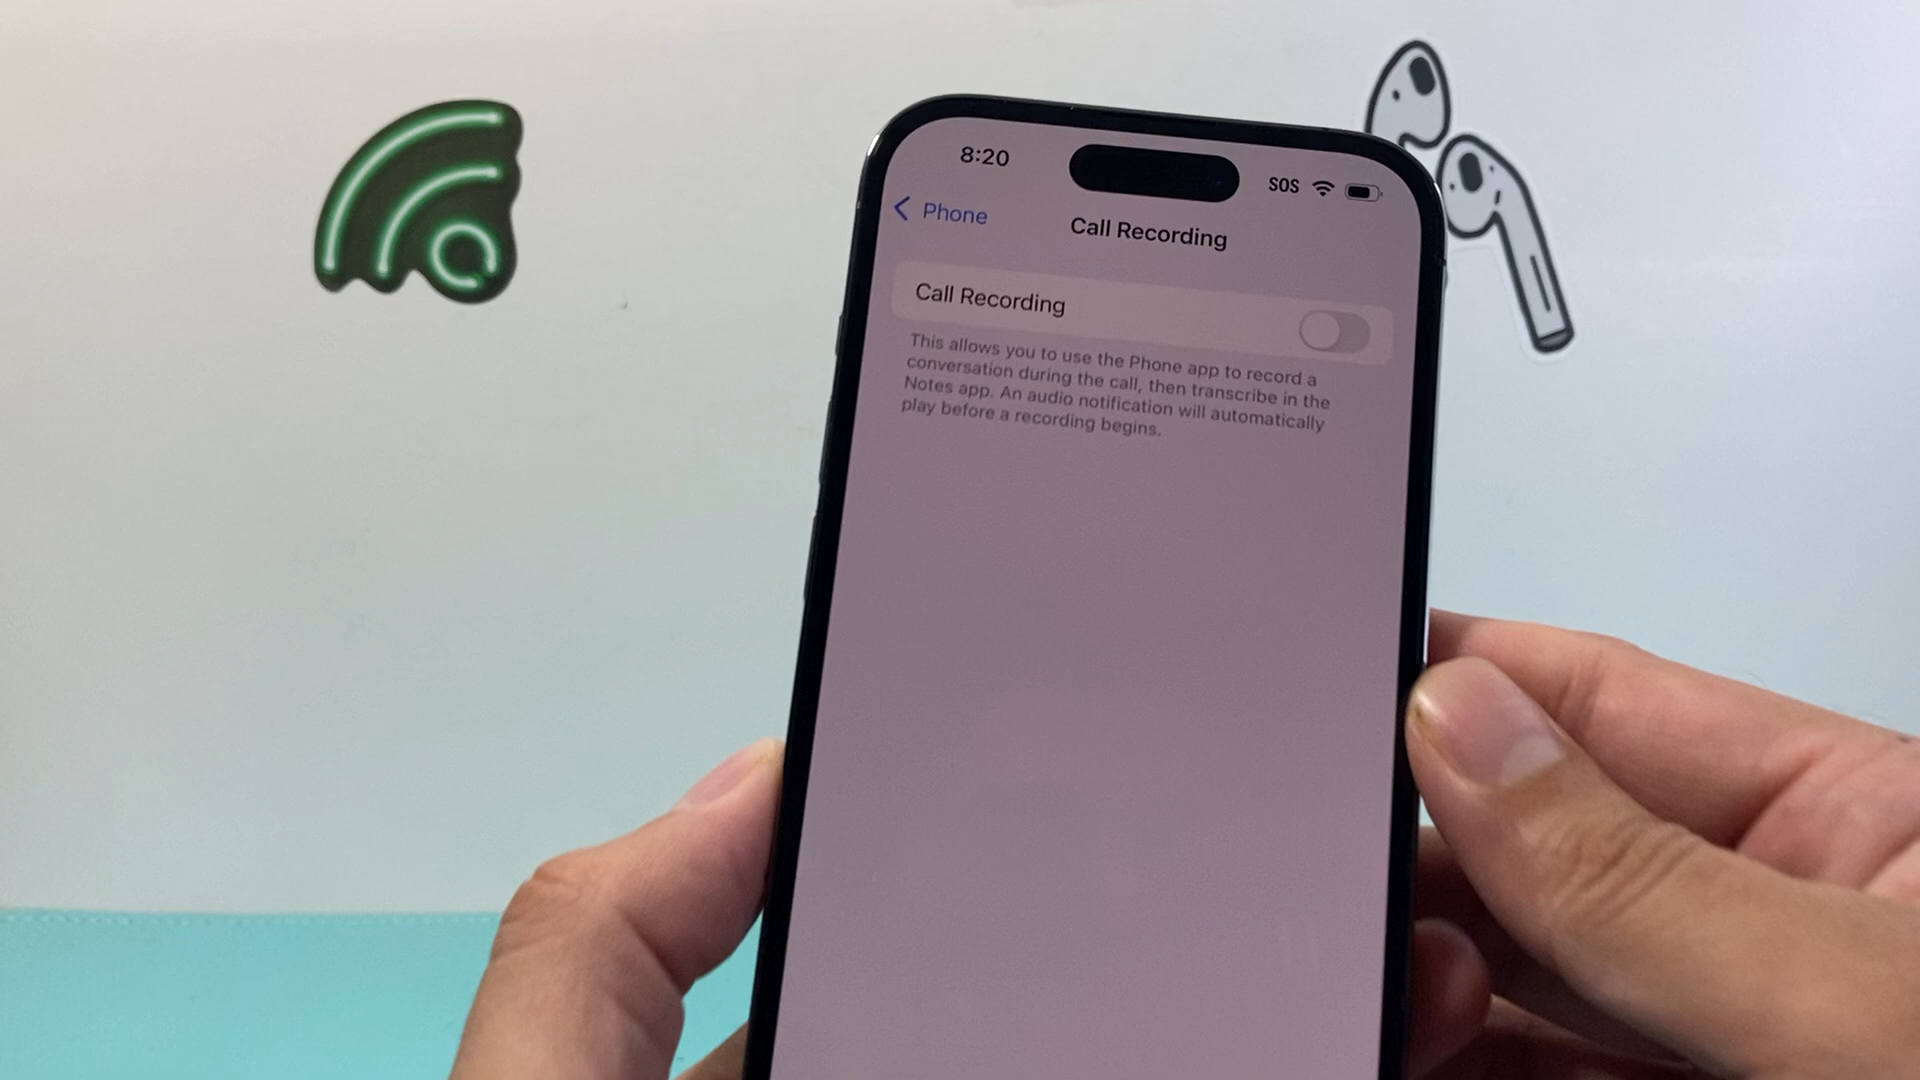 8:20
SOS
Phone
Call Recording
Call Recording
This allows you to use the Phone app to record a
conversation during the call, then transcribe in the
Notes app. An audio notification will automatically
play before a recording begins.